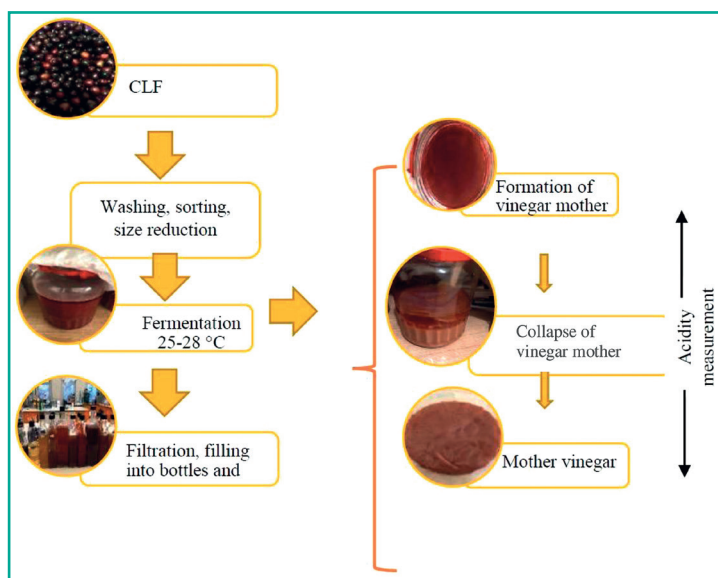 CLF
Washing, sorting,
size reduction
Fermentation
25-28 °C
Filtration, filling
into bottles and
Formation of
vinegar mother
Collapse of
vinegar mother
Mother vinegar
Acidity
measurement